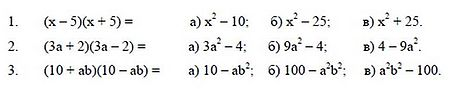 1. (x – 5)(x + 5) = а) x² – 10; б) x² – 25; в) x² + 25.
2. (3a + 2)(3a – 2) = а) 3a² – 4; б) 9a² – 4; в) 4 – 9a².
3. (10 + ab)(10 – ab) = а) 10 – ab²; б) 100 – a²b²; в) a²b² – 100.